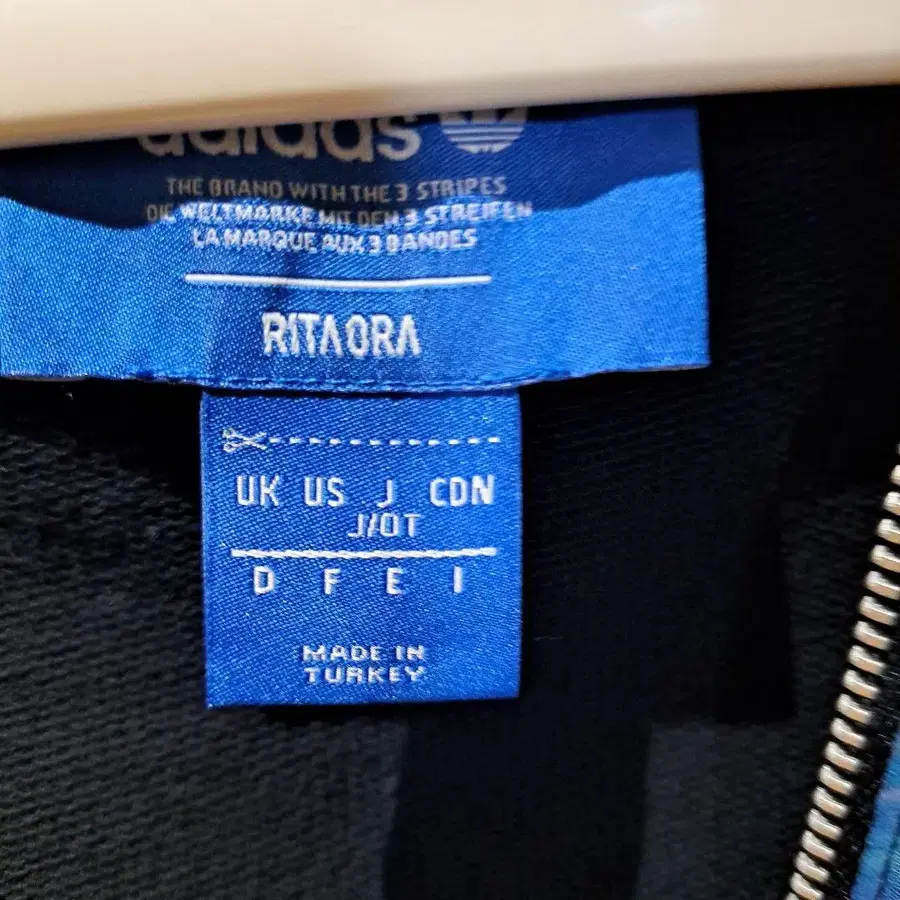 adidas
THE BRAND WITH THE 3 STRIPES
DIE WELTMARKE MIT DEN 3 STREIFEN
LA MARQUE AUX 3 BANDES
RITA ORA
UK US J CDN
J/OT
D F E I
MADE IN
TURKEY